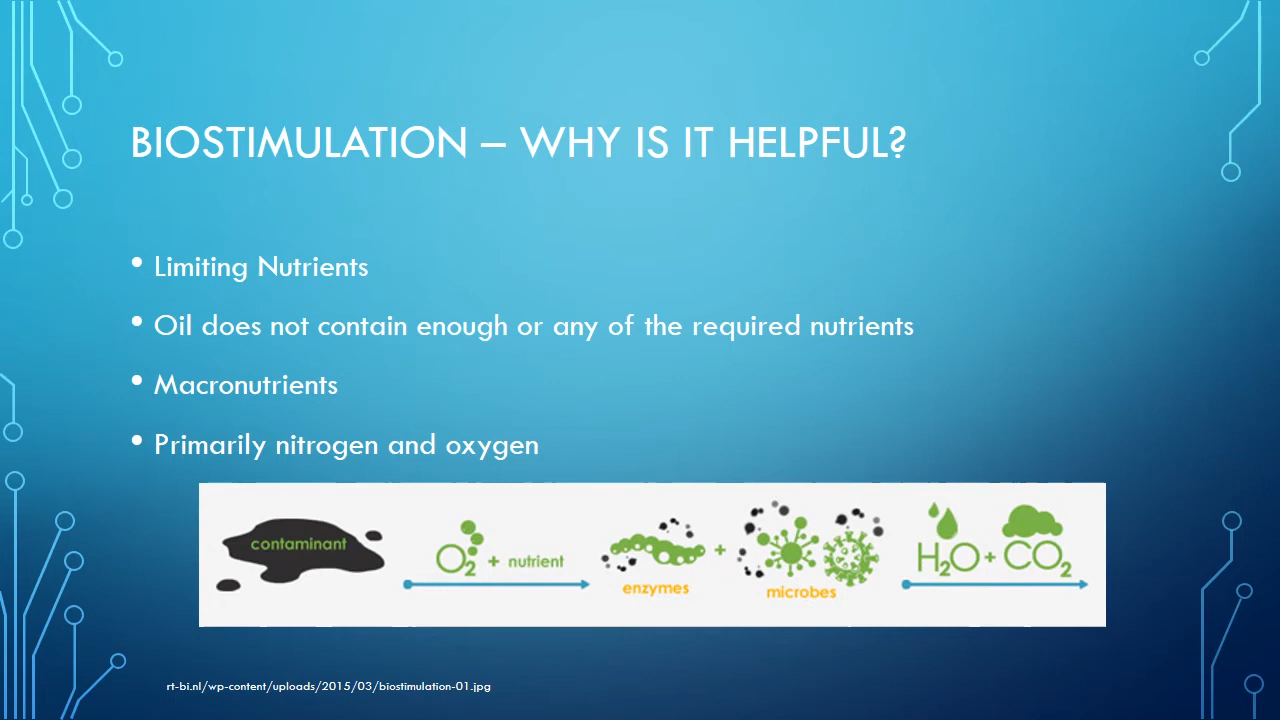 BIOSTIMULATION – WHY IS IT HELPFUL?
• Limiting Nutrients
• Oil does not contain enough or any of the required nutrients
• Macronutrients
• Primarily nitrogen and oxygen
contaminant
O2 + nutrient
enzymes
+
microbes
H2O + CO2
rt-bi.nl/wp-content/uploads/2015/03/biostimulation-01.jpg